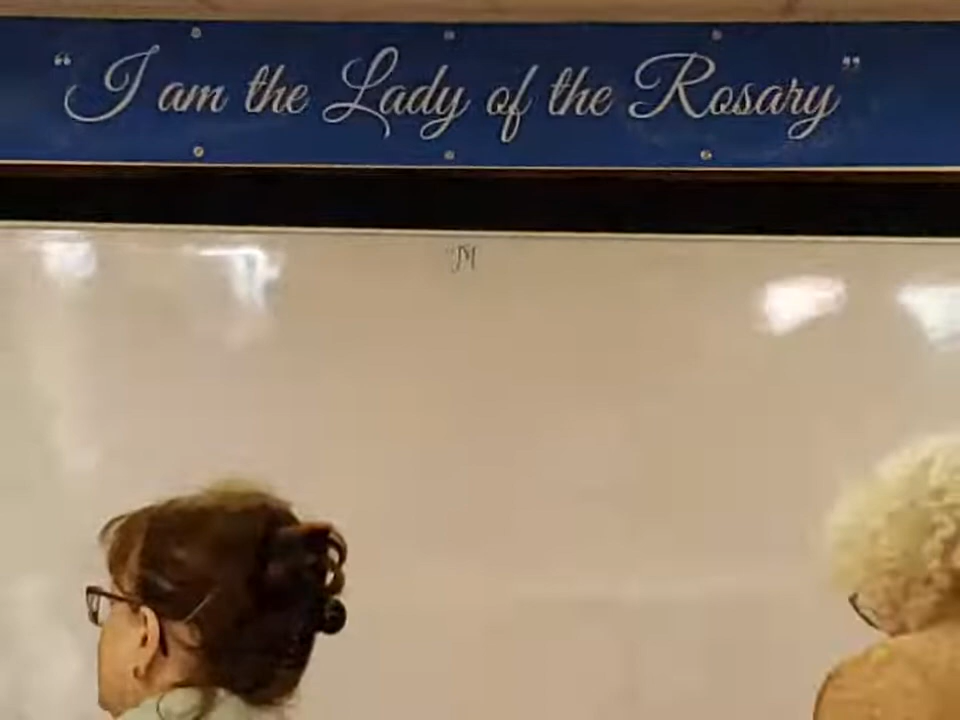 “I am the Lady of the Rosary”